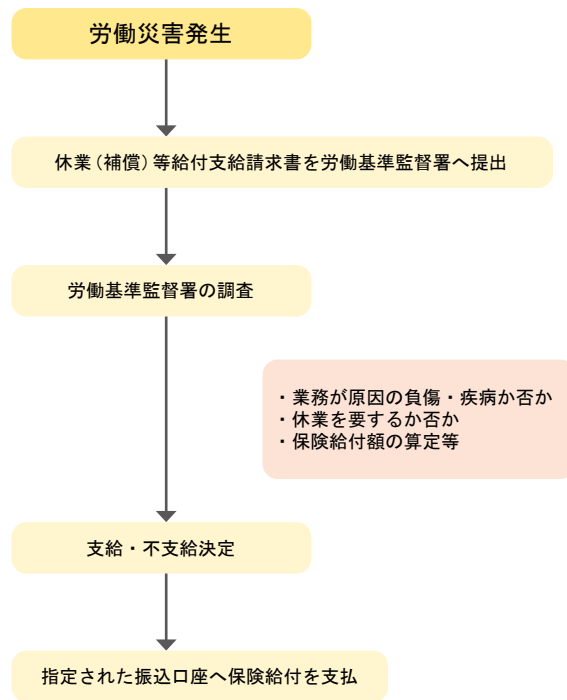 労働災害発生
休業（補償）等給付支給請求書を労働基準監督署へ提出
労働基準監督署の調査
・業務が原因の負傷・疾病か否か
・休業を要するか否か
・保険給付額の算定等
支給・不支給決定
指定された振込口座へ保険給付を支払